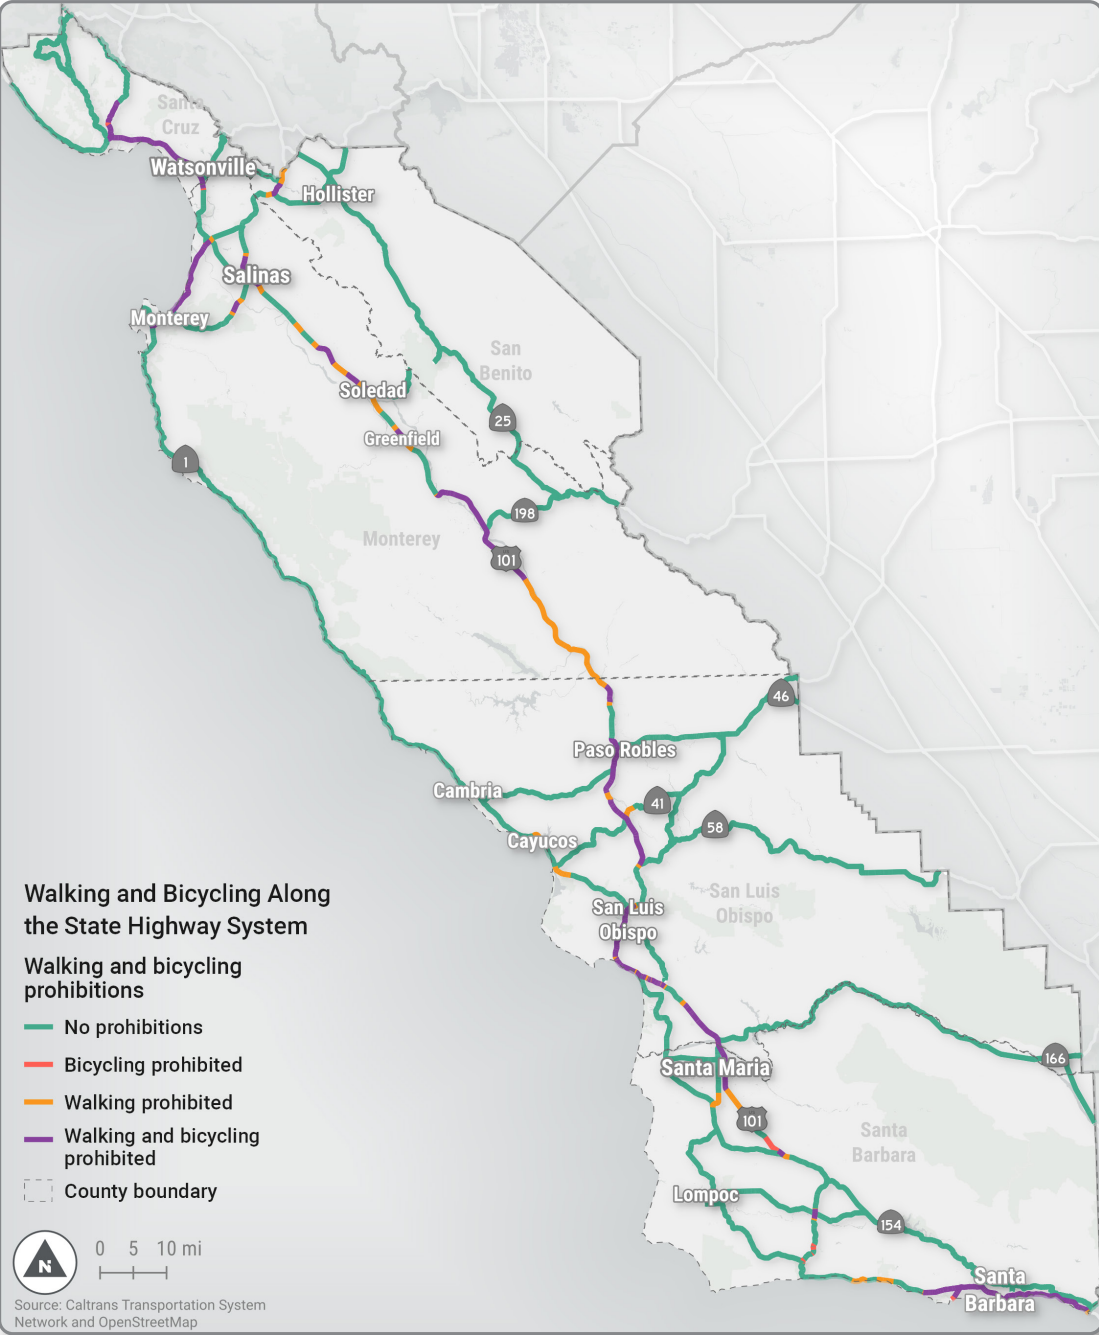 Santa
Cruz
Watsonville
Hollister
Salinas
Monterey
San
Benito
Soledad
25
Greenfield
1
198
Monterey
101
46
Paso Robles
Cambria
41
58
Cayucos
San Luis
Obispo
San Luis
Obispo
166
Santa Maria
101
Santa
Barbara
Lompoc
154
Santa
Barbara
Walking and Bicycling Along
the State Highway System
Walking and bicycling
prohibitions
No prohibitions
Bicycling prohibited
Walking prohibited
Walking and bicycling
prohibited
County boundary
N
0 5 10 mi
Source: Caltrans Transportation System
Network and OpenStreetMap